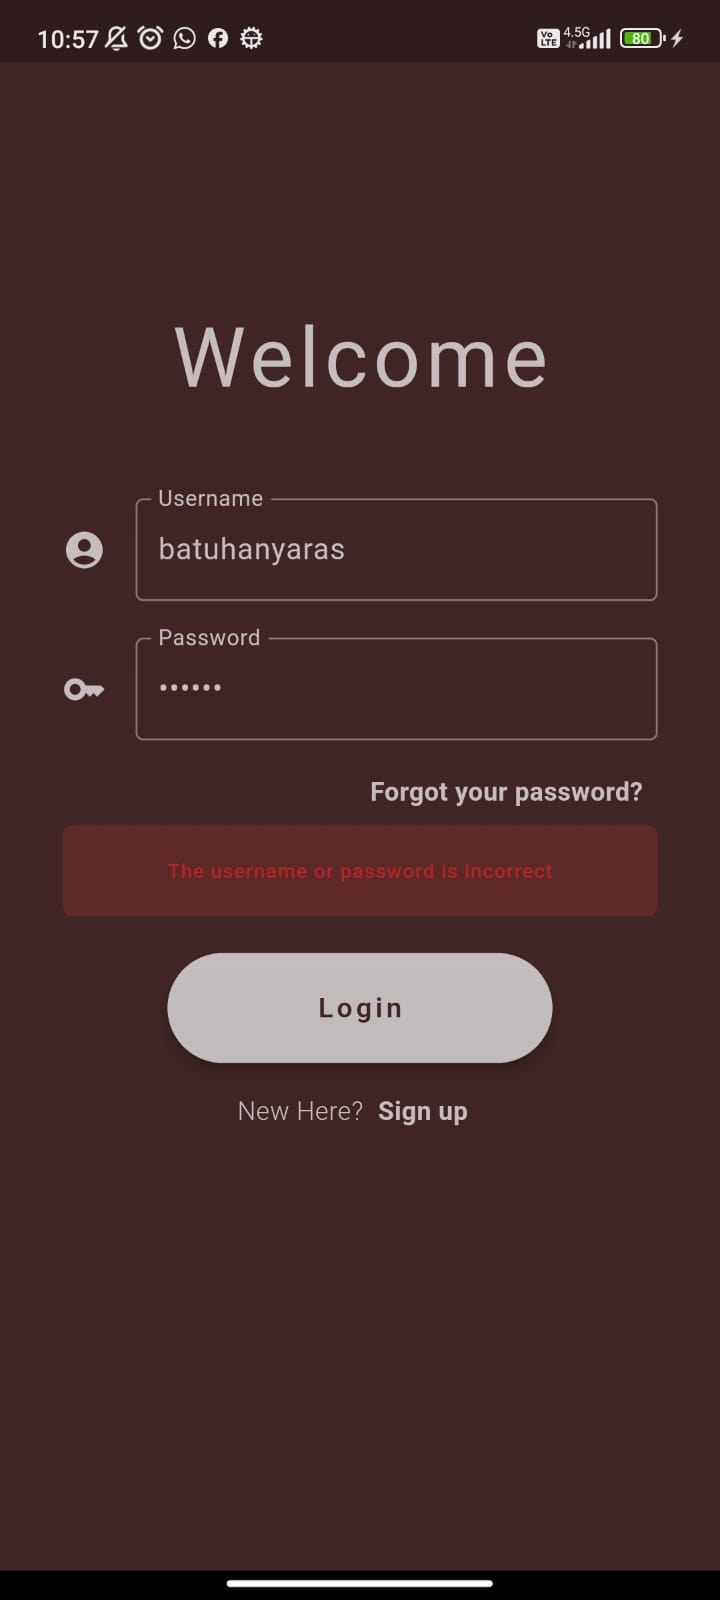 10:57 Vo LTE 4.5G 80
Welcome
Username
batuhanyaras
Password
••••••
Forgot your password?
The username or password is incorrect
Login
New Here? Sign up